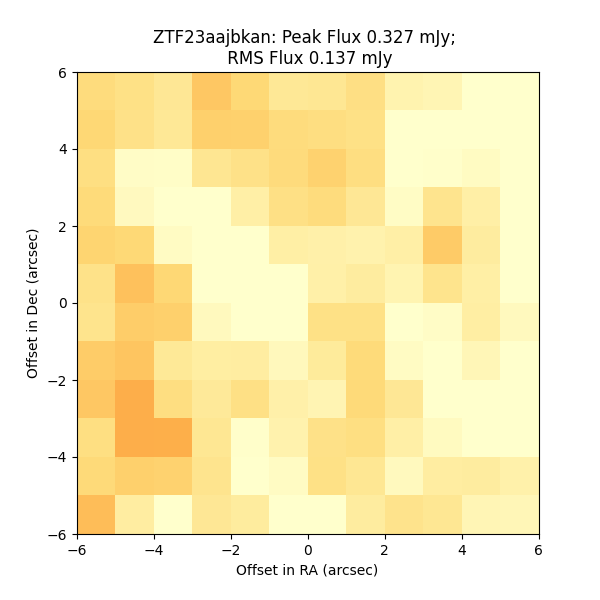 ZTF23aajbkan: Peak Flux 0.327 mJy;
RMS Flux 0.137 mJy
6
4
2
0
−2
−4
−6
Offset in Dec (arcsec)
−6 −4 −2 0 2 4 6
Offset in RA (arcsec)